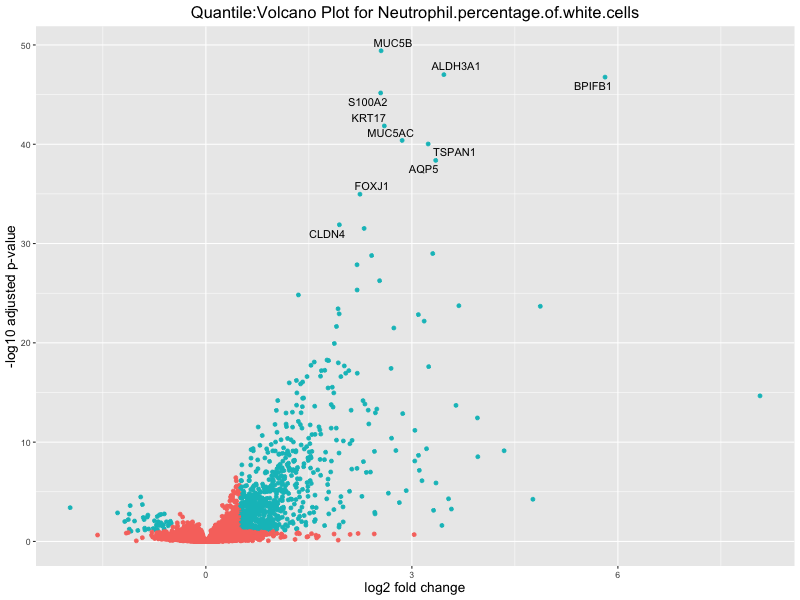 Quantile:Volcano Plot for Neutrophil.percentage.of.white.cells
50
MUC5B
ALDH3A1
BPIFB1
S100A2
KRT17
MUC5AC
40
TSPAN1
AQP5
FOXJ1
CLDN4
30
20
10
0
-log10 adjusted p-value
0
3
6
log2 fold change